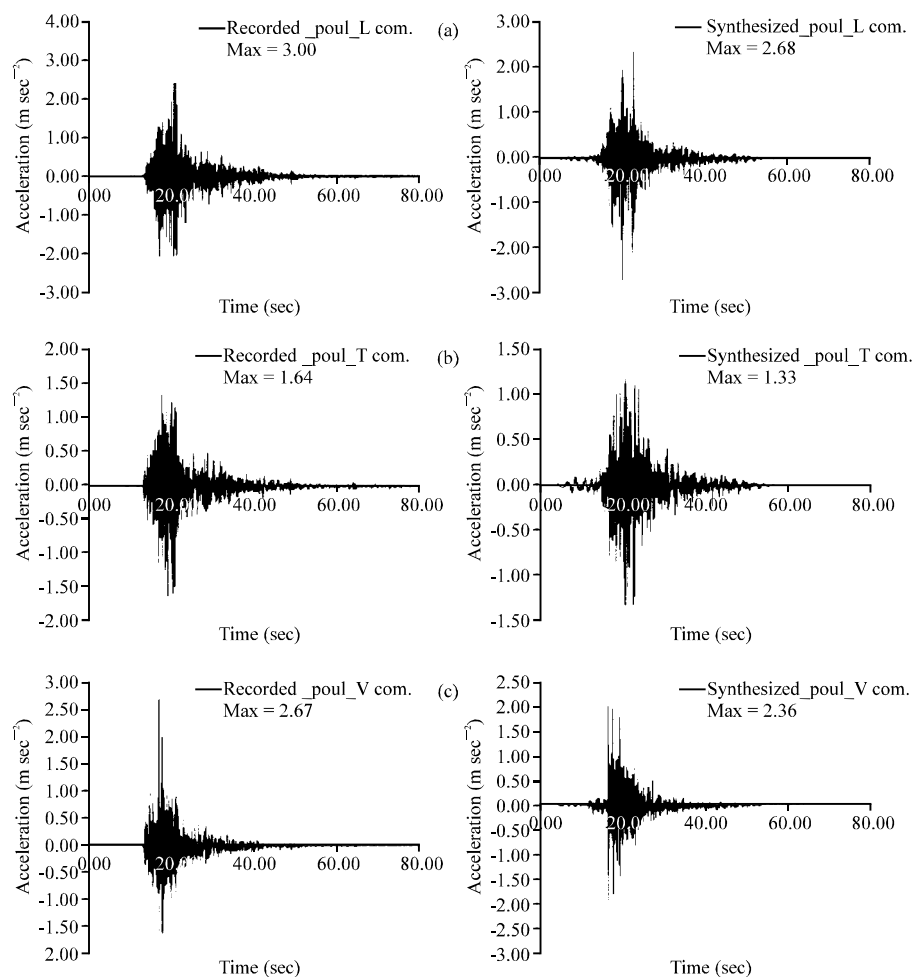 Recorded _poul_L com.
Max = 3.00
4.00
3.00
2.00
1.00
0.00
-1.00
-2.00
3.00
0.00 20.00 40.00 60.00 80.00
Acceleration (m sec⁻²)
Time (sec)
(a)
Synthesized_poul_L com.
Max = 2.68
3.00
2.00
1.00
0.00
-1.00
-2.00
-3.00
0.00 20.00 40.00 60.00 80.00
Acceleration (m sec⁻²)
Time (sec)
Recorded _poul_T com.
Max = 1.64
2.00
1.50
1.00
0.50
0.00
-0.50
-1.00
-1.50
-2.00
0.00 20.00 40.00 60.00 80.00
Acceleration (m sec⁻²)
Time (sec)
(b)
Synthesized_poul_T com.
Max = 1.33
1.50
1.00
0.50
0.00
-0.50
-1.00
-1.50
0.00 20.00 40.00 60.00 80.00
Acceleration (m sec⁻²)
Time (sec)
Recorded _poul_V com.
Max = 2.67
3.00
2.50
2.00
1.50
1.00
0.50
0.00
-0.50
-1.00
-1.50
2.00
0.00 20.0 40.00 60.00 80.00
Acceleration (m sec⁻²)
Time (sec)
(c)
Synthesized_poul_V com.
Max = 2.36
2.50
2.00
1.50
1.00
0.50
0.00
-0.50
-1.00
-1.50
-2.00
-2.50
-3.00
0.00 20.00 40.00 60.00 80.00
Acceleration (m sec⁻²)
Time (sec)